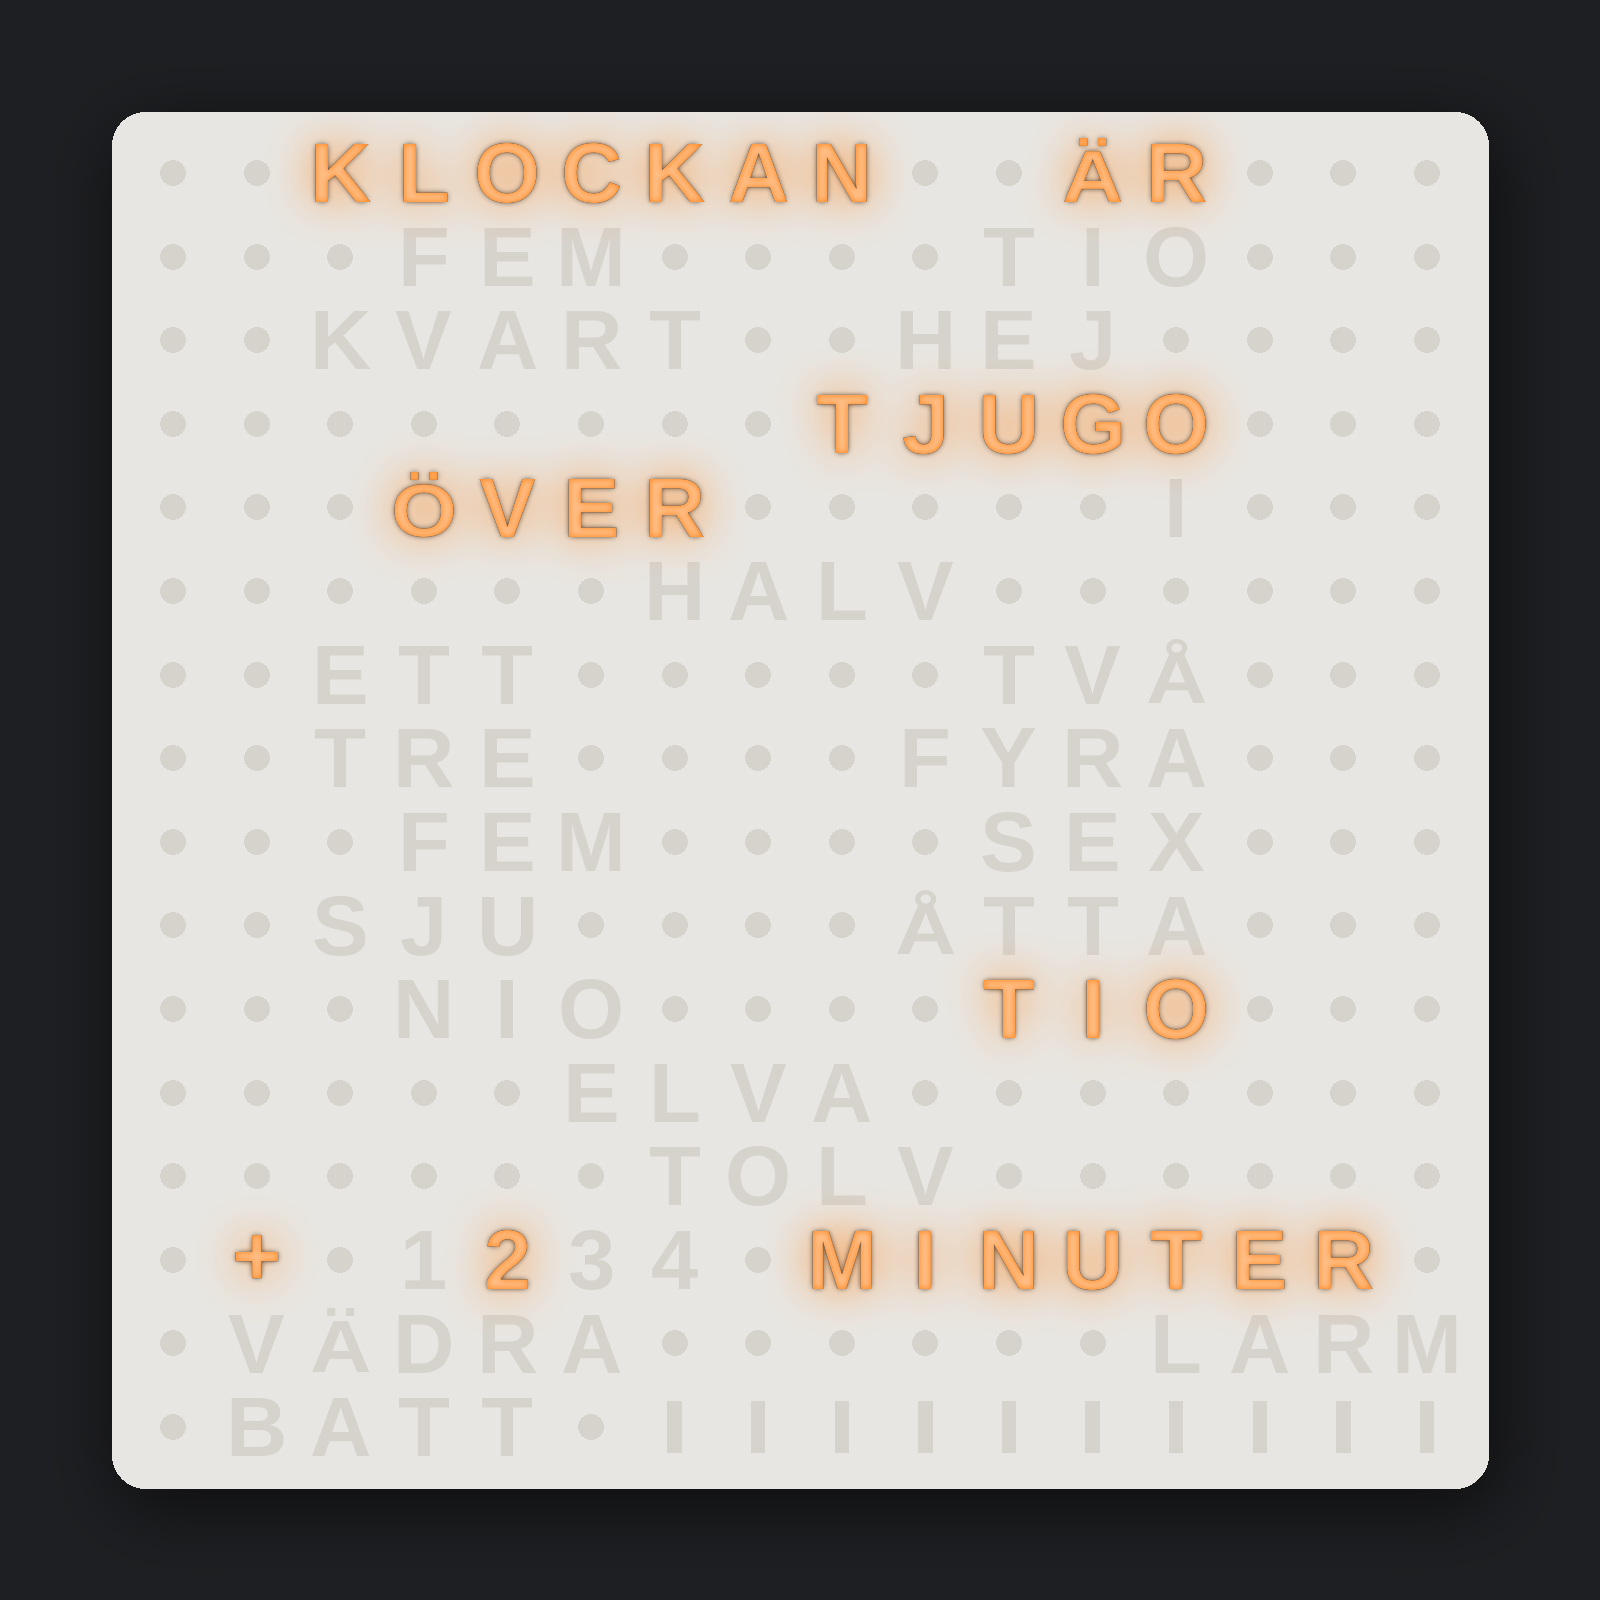 KLOCKAN ÄR
FEM TIO
KVART HEJ
TJUGO
ÖVER I
HALV
ETT TVÅ
TRE FYRA
FEM SEX
SJU ÅTTA
NIO TIO
ELVA
TOLV
+ 1 2 3 4 MINUTER
VÄDRA LARM
BATT I I I I I I I I I I